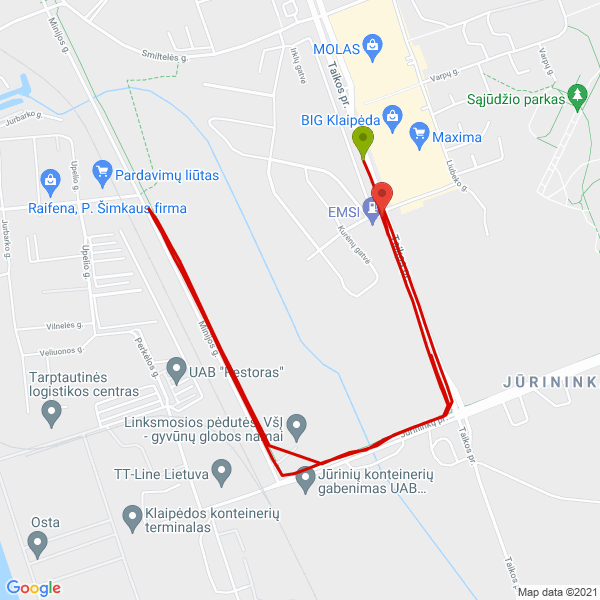 Minijos g.
Smiltelės g.
Irkių gatvė
MOLAS
Taikos pr.
Varpų g.
Varpų g.
Sąjūdžio parkas
Jurbarko g.
BIG Klaipėda
Maxima
Upelio g.
Pardavimų liūtas
Liubeko g.
Raifena, P. Šimkaus firma
EMSI
Jurbarko g.
Upelio g.
Kurėnų gatvė
Taikos pr.
Vilnelės g.
Minijos g.
Veliuonos g.
Perkėlos g.
UAB "Restoras"
JŪRININK
Tarptautinės
logistikos centras
Linksmosios pėdutės, VšĮ
- gyvūnų globos namai
Jūrininkų pr.
Taikos pr.
TT-Line Lietuva
Jūrinių konteinerių
gabenimas UAB...
Klaipėdos konteinerių
terminalas
Osta
Google
Map data ©2021